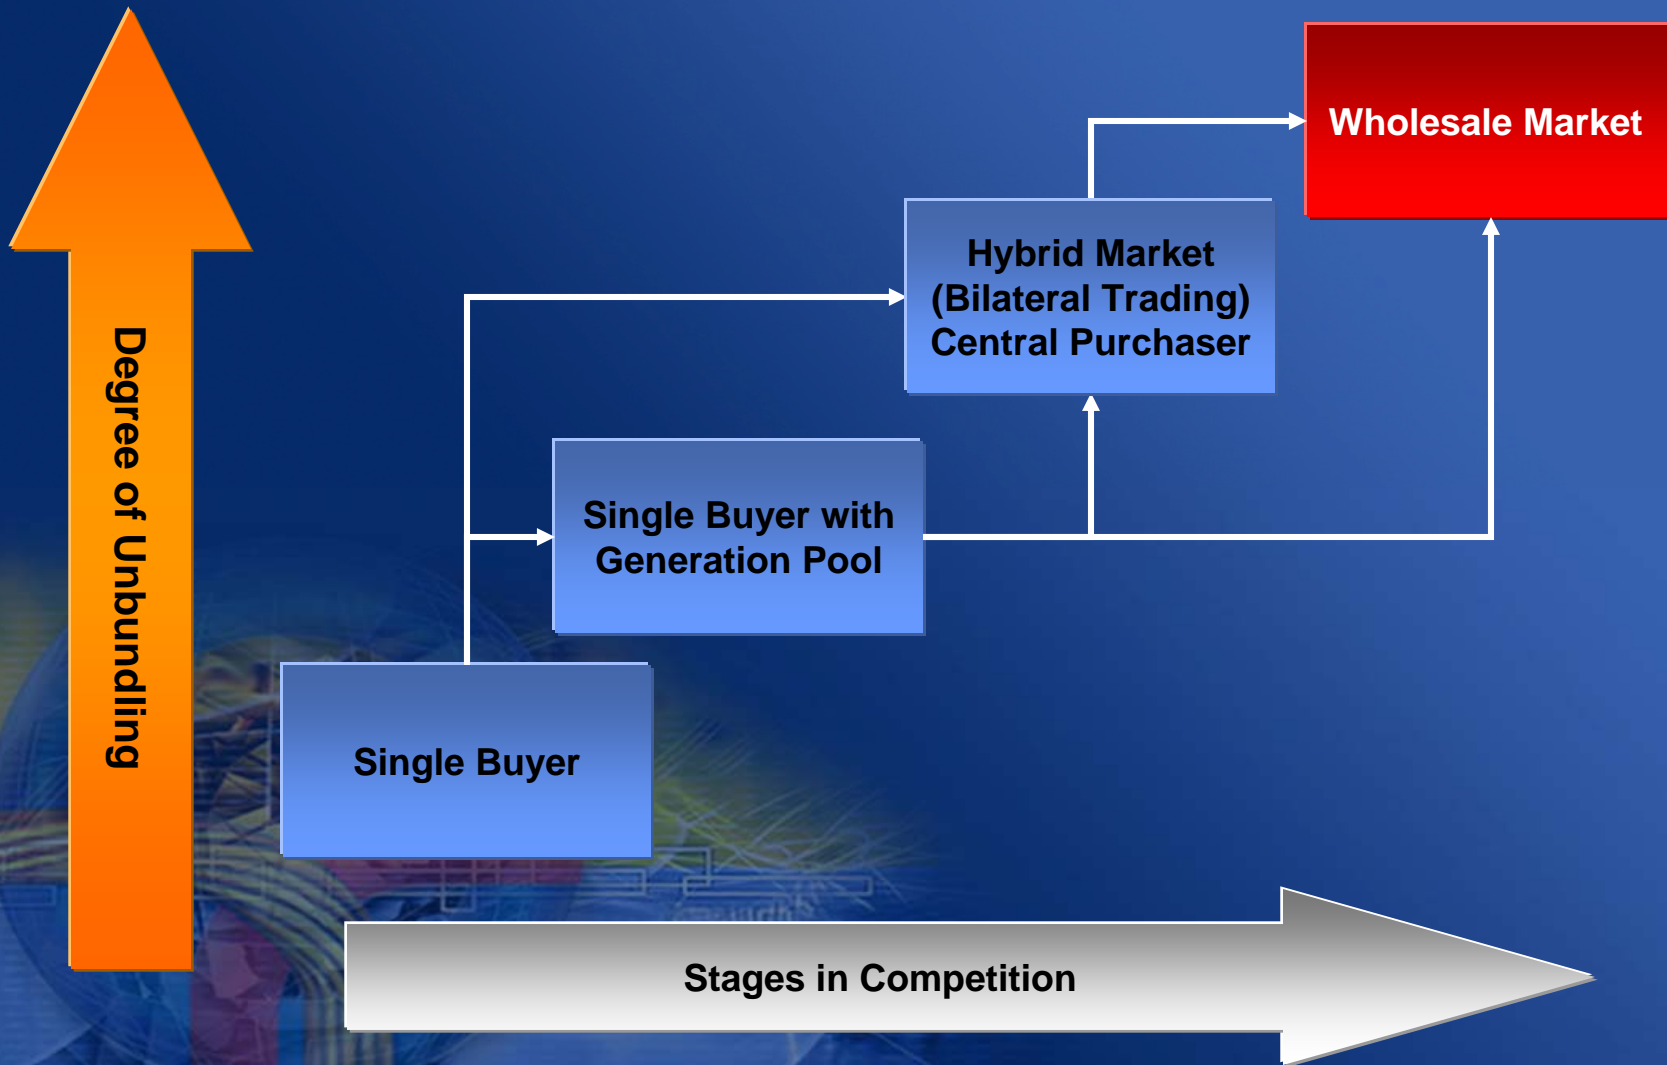 Wholesale Market
Hybrid Market
(Bilateral Trading)
Central Purchaser
Degree of Unbundling
Single Buyer with
Generation Pool
Single Buyer
Stages in Competition